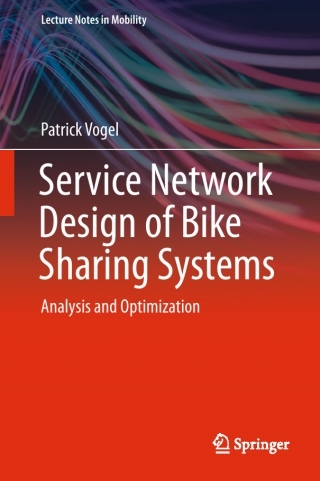 Lecture Notes in Mobility
Patrick Vogel
Service Network
Design of Bike
Sharing Systems
Analysis and Optimization
Springer